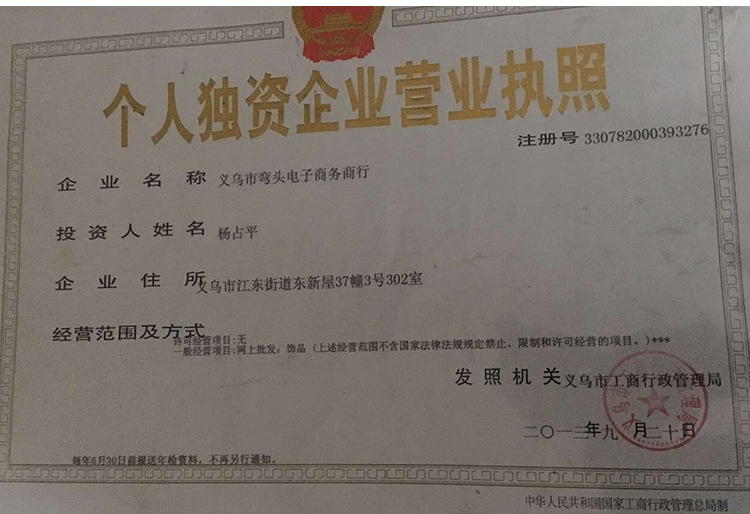 个人独资企业营业执照
注册号 330782000393276
企业名称 义乌市弯头电子商务商行
投资人姓名 杨占平
企业住所 义乌市江东街道东新屋37幢3号302室
经营范围及方式
许可经营项目:无
一般经营项目:网上批发：饰品（上述经营范围不含国家法律法规规定禁止、限制和许可经营的项目。)***
发照机关 义乌市工商行政管理局
二〇一三年九月二十日
每年6月30日前报送年检资料，不再另行通知。
中华人民共和国国家工商行政管理总局制